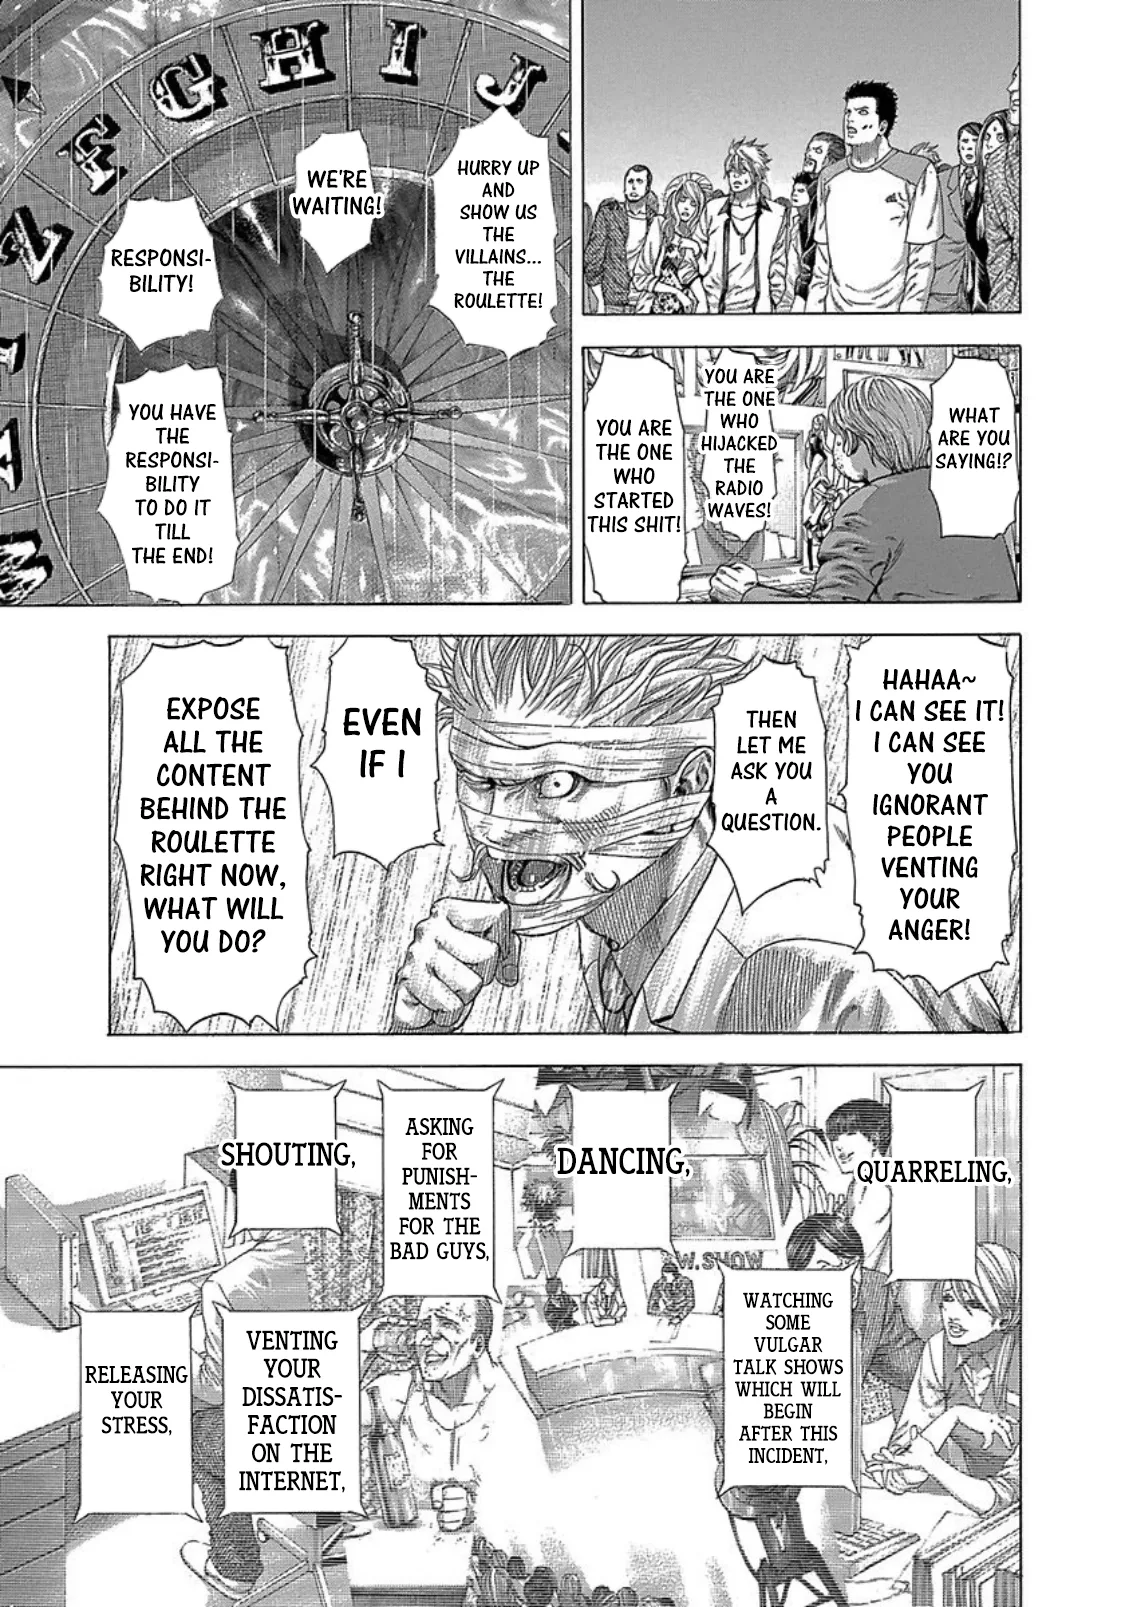 WHAT
ARE YOU
SAYING!?
YOU ARE
THE ONE
WHO
HIJACKED
THE
RADIO
WAVES!
YOU ARE
THE ONE
WHO
STARTED
THIS SHIT!
E G H I J
F
Z
HURRY UP
AND
SHOW US
THE
VILLAINS...
THE
ROULETTE!
WE'RE
WAITING!
RESPONSI-
BILITY!
YOU HAVE
THE
RESPONSI-
BILITY
TO DO IT
TILL
THE END!
HAHAA~
I CAN SEE IT!
I CAN SEE
YOU
IGNORANT
PEOPLE
VENTING
YOUR
ANGER!
THEN
LET ME
ASK YOU
A
QUESTION.
EVEN
IF I
EXPOSE
ALL THE
CONTENT
BEHIND THE
ROULETTE
RIGHT NOW,
WHAT WILL
YOU DO?
QUARRELING,
WATCHING
SOME
VULGAR
TALK SHOWS
WHICH WILL
BEGIN
AFTER THIS
INCIDENT,
W.SHOW
DANCING,
ASKING
FOR
PUNISH-
MENTS
FOR THE
BAD GUYS,
SHOUTING,
VENTING
YOUR
DISSATIS-
FACTION
ON THE
INTERNET,
RELEASING
YOUR
STRESS,